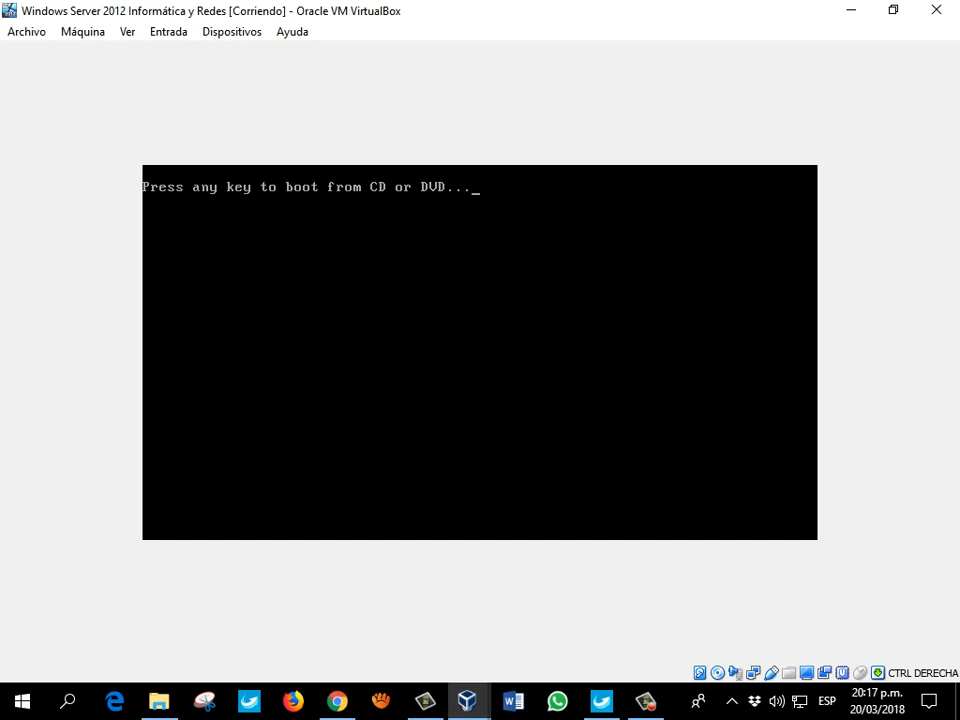 Windows Server 2012 Informática y Redes [Corriendo] - Oracle VM VirtualBox
Archivo Máquina Ver Entrada Dispositivos Ayuda
Press any key to boot from CD or DVD..._
CTRL DERECHA
ESP
20:17 p.m.
20/03/2018